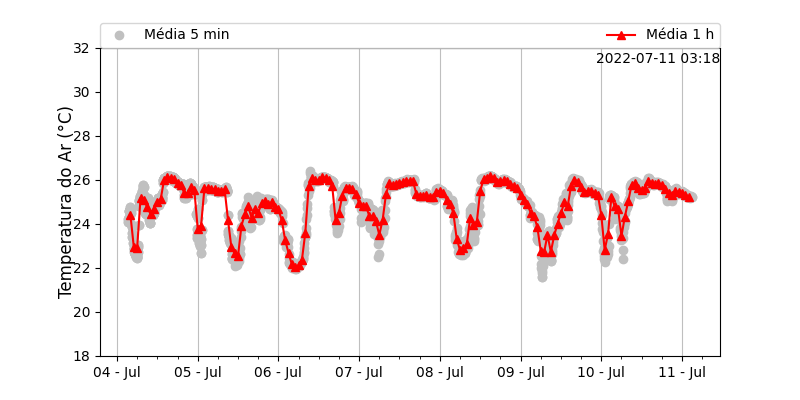 Média 5 min
Média 1 h
2022-07-11 03:18
Temperatura do Ar (°C)
32
30
28
26
24
22
20
18
04 - Jul
05 - Jul
06 - Jul
07 - Jul
08 - Jul
09 - Jul
10 - Jul
11 - Jul